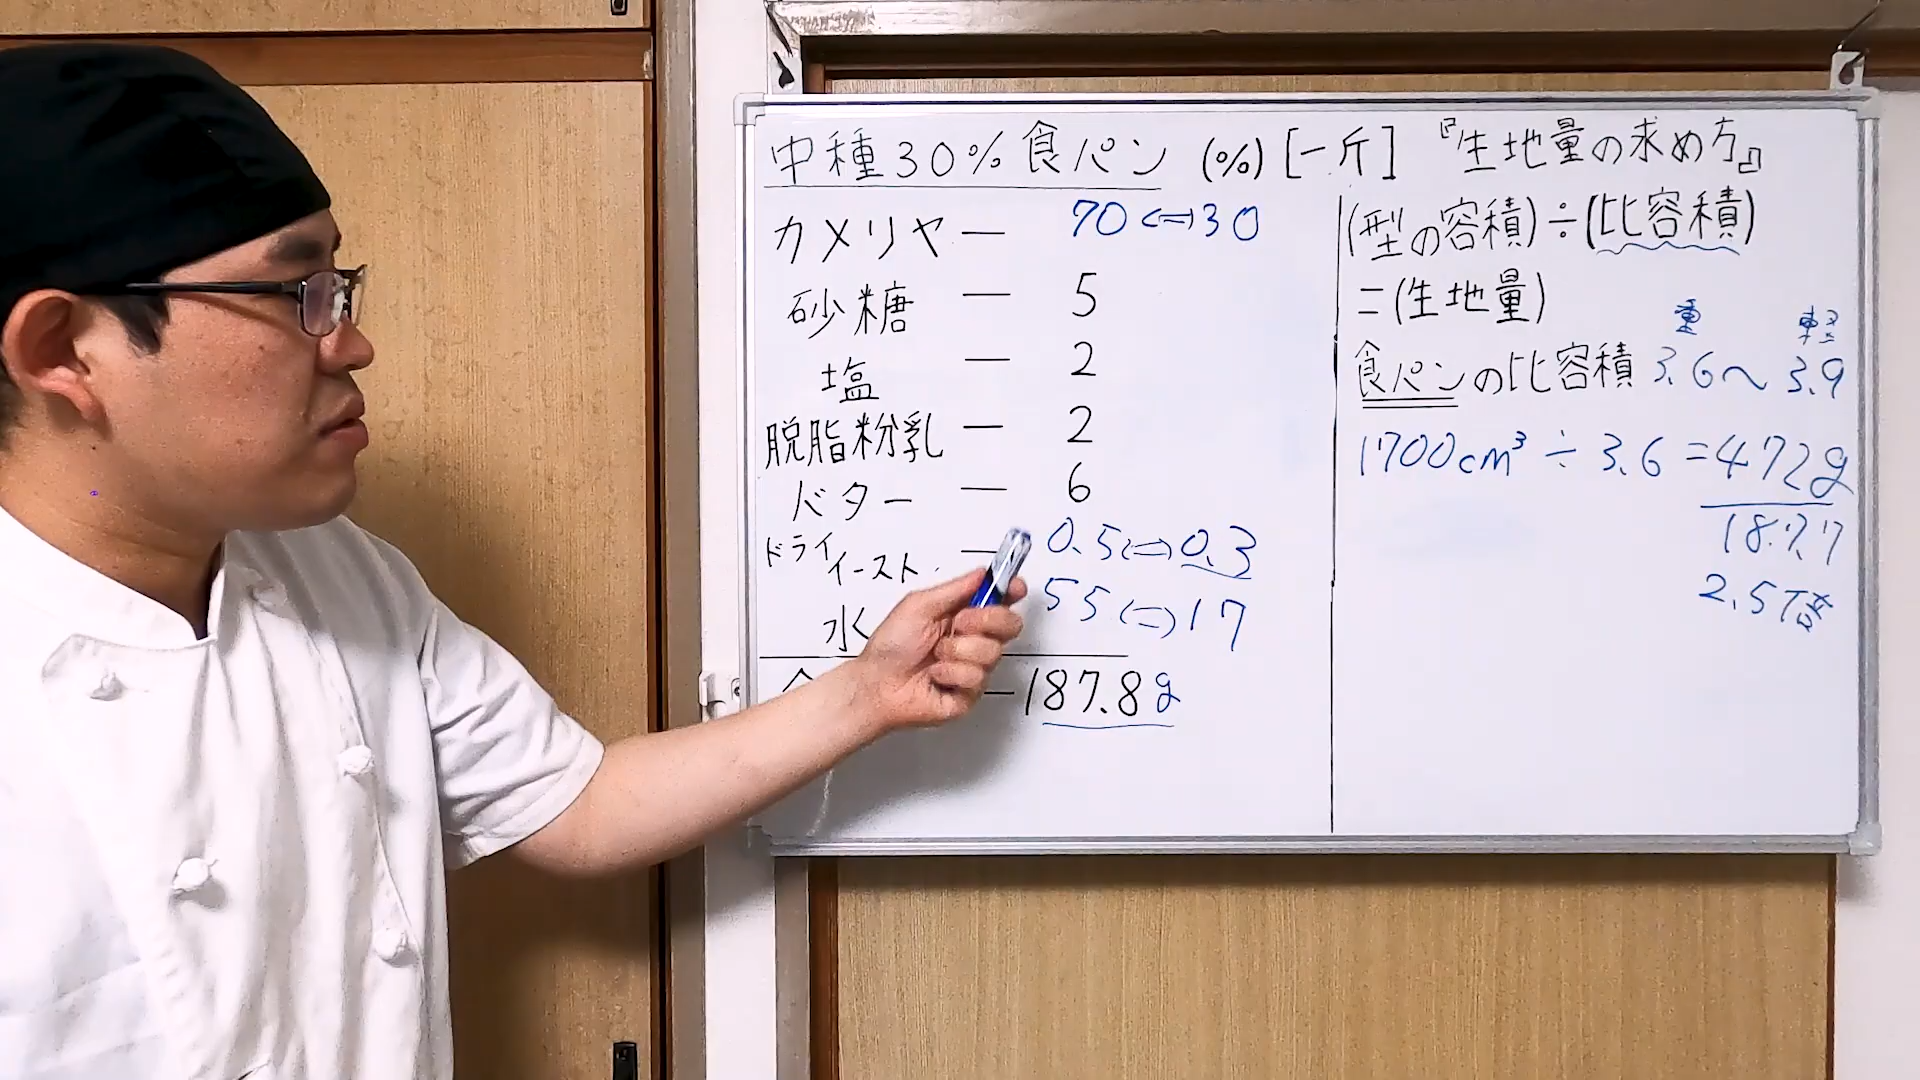 中種30%食パン (%) [一斤]
カメリヤ — 70⇔30
砂糖 — 5
塩 — 2
脱脂粉乳 — 2
バター — 6
ドライイースト — 0.5⇔0.3
水 55⇔17
—187.8g
『生地量の求め方』
(型の容積)÷(比容積)
=(生地量)
重 軽
食パンの比容積 3.6〜3.9
1700cm³÷3.6=472g
187.7
2.5倍